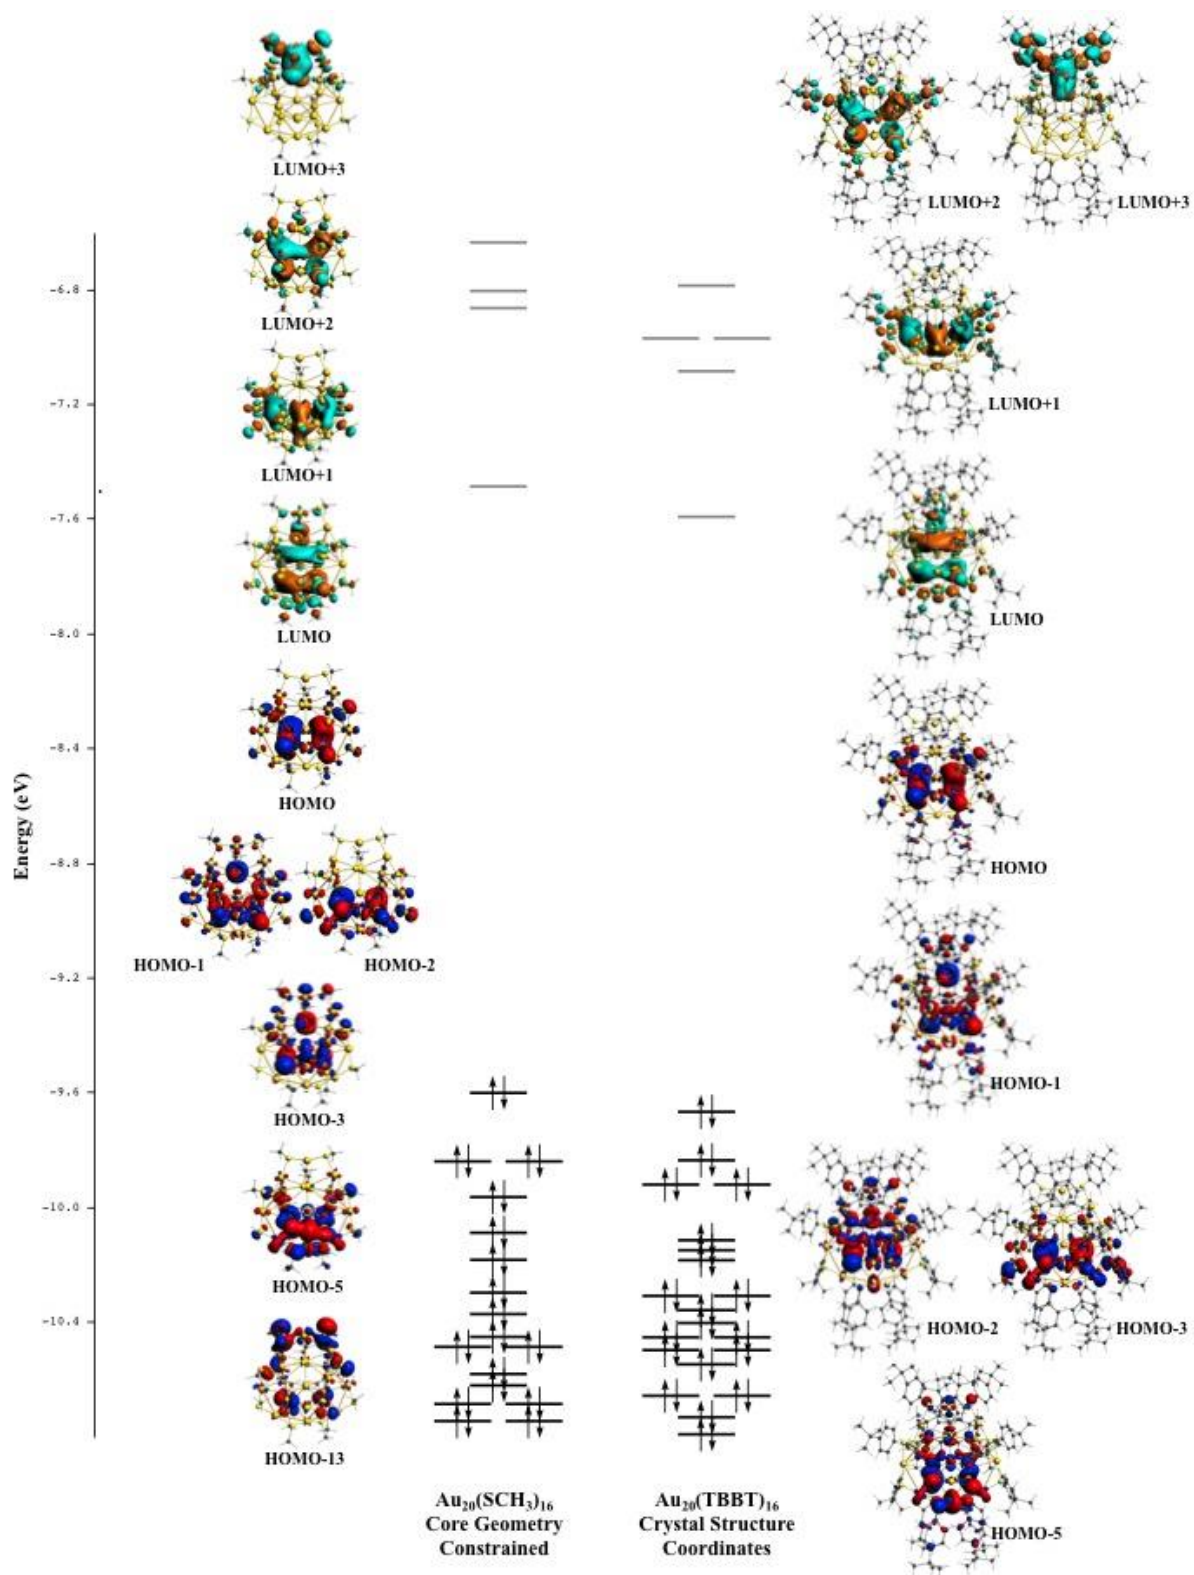 LUMO+3
LUMO+2
LUMO+3
-6.8
LUMO+2
-7.2
LUMO+1
LUMO+1
-7.6
LUMO
LUMO
-8.0
-8.4
HOMO
Energy (eV)
-8.8
HOMO
HOMO-1
HOMO-2
-9.2
HOMO-1
-9.6
HOMO-3
-10.0
HOMO-5
-10.4
HOMO-2
HOMO-3
HOMO-13
Au20(SCH3)16
Core Geometry
Constrained
Au20(TBBT)16
Crystal Structure
Coordinates
HOMO-5